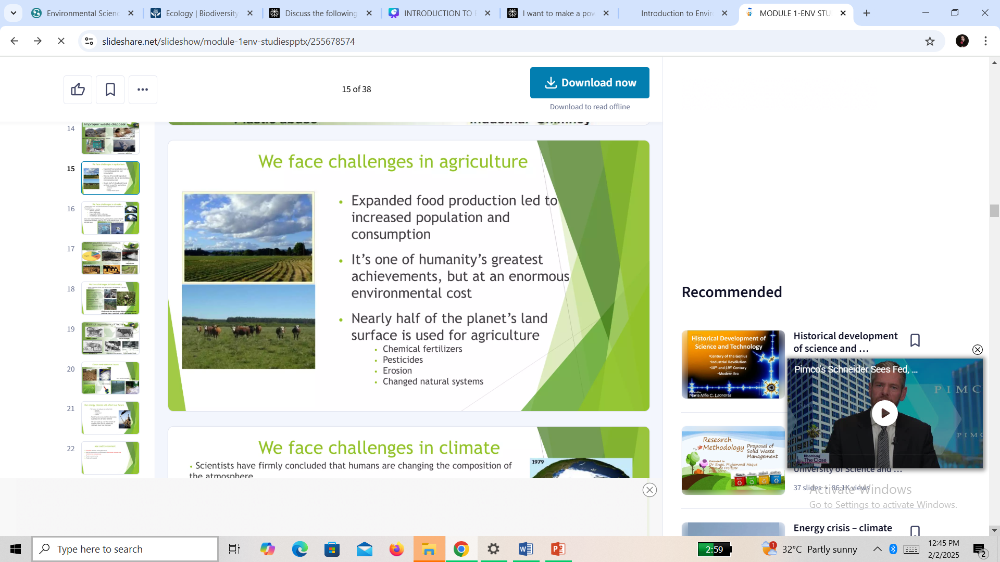 Environmental Scien
Ecology | Biodiversity
Discuss the following
INTRODUCTION TO E
I want to make a pow
Introduction to Envir
MODULE 1-ENV STU
slideshare.net/slideshow/module-1env-studiespptx/255678574
15 of 38
Download now
Download to read offline
14
Improper waste disposal
15
16
17
18
19
20
21
22
We face challenges in agriculture
• Expanded food production led to
increased population and
consumption
• It's one of humanity's greatest
achievements, but at an enormous
environmental cost
• Nearly half of the planet's land
surface is used for agriculture
• Chemical fertilizers
• Pesticides
• Erosion
• Changed natural systems
We face challenges in climate
• Scientists have firmly concluded that humans are changing the composition of
the atmosphere
1979
Recommended
Historical Development of
Science and Technology
•Century of the Genius
•Industrial Revolution
•18th and 19th Century
•Modern Era
Maria Niña C. Leonoras
Historical development
of science and ...
Pimco's Schneider Sees Fed, ...
PIMC
PIMC
Bloomberg
The Close
Research
Methodology
Proposal of
Solid Waste
Management
Presented by:
Dr Engr. Mujammel Haque
Associate Professor
University of Science and ...
37 slides • 86.1K views
Activate Windows
Go to Settings to activate Windows.
Energy crisis – climate
Type here to search
2:59
1
32°C Partly sunny
12:45 PM
2/2/2025
2